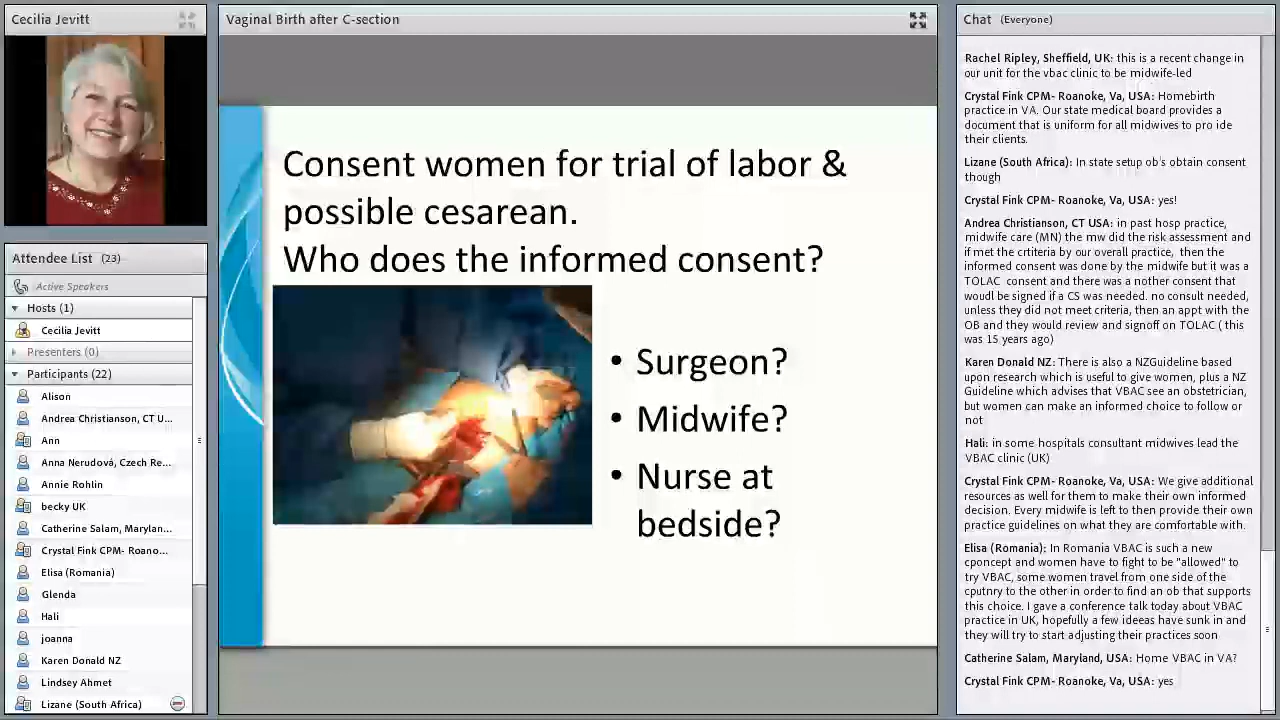 Cecilia Jevitt
Attendee List (23)
Active Speakers
Hosts (1)
Cecilia Jevitt
Presenters (0)
Participants (22)
Alison
Andrea Christianson, CT U...
Ann
Anna Nerudová, Czech Re...
Annie Rohlin
becky UK
Catherine Salam, Marylan...
Crystal Fink CPM- Roano...
Elisa (Romania)
Glenda
Hali
joanna
Karen Donald NZ
Lindsey Ahmet
Lizane (South Africa)
Vaginal Birth after C-section
Consent women for trial of labor &
possible cesarean.
Who does the informed consent?
• Surgeon?
• Midwife?
• Nurse at
bedside?
Chat (Everyone)
Rachel Ripley, Sheffield, UK: this is a recent change in
our unit for the vbac clinic to be midwife-led
Crystal Fink CPM- Roanoke, Va, USA: Homebirth
practice in VA. Our state medical board provides a
document that is uniform for all midwives to pro ide
their clients.
Lizane (South Africa): In state setup ob's obtain consent
though
Crystal Fink CPM- Roanoke, Va, USA: yes!
Andrea Christianson, CT USA: in past hosp practice,
midwife care (MN) the mw did the risk assessment and
if met the crtiteria by our overall practice, then the
informed consent was done by the midwife but it was a
TOLAC consent and there was a nother consent that
woudl be signed if a CS was needed. no consult needed,
unless they did not meet criteria, then an appt with the
OB and they would review and signoff on TOLAC ( this
was 15 years ago)
Karen Donald NZ: There is also a NZGuideline based
upon research which is useful to give women, plus a NZ
Guideline which advises that VBAC see an obstetrician,
but women can make an informed choice to follow or
not
Hali: in some hospitals consultant midwives lead the
VBAC clinic (UK)
Crystal Fink CPM- Roanoke, Va, USA: We give additional
resources as well for them to make their own informed
decision. Every midwife is left to then provide their own
practice guidelines on what they are comfortable with.
Elisa (Romania): In Romania VBAC is such a new
cponcept and women have to fight to be "allowed" to
try VBAC, some women travel from one side of the
cputnry to the other in order to find an ob that supports
this choice. I gave a conference talk today about VBAC
practice in UK, hopefully a few ideeas have sunk in and
they will try to start adjusting their practices soon
Catherine Salam, Maryland, USA: Home VBAC in VA?
Crystal Fink CPM- Roanoke, Va, USA: yes